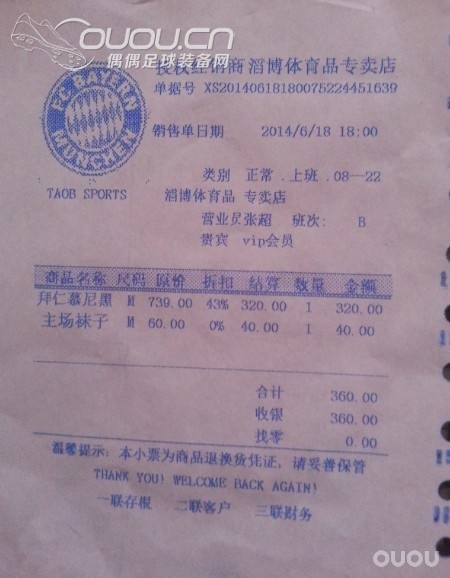 OUOU.CN
偶偶足球装备网
授权经销商 滔博体育品专卖店
单据号 XS20140618180075224451639
FC BAYERN
MÜNCHEN
TAOB SPORTS
销售单日期 2014/6/18 18:00
类别 正常．上班．08—22
滔博体育品 专卖店
营业员张超 班次： B
贵宾 vip会员
商品名称 尺码 原价 折扣 结算 数量 金额
拜仁慕尼黑 M 739.00 43% 320.00 1 320.00
主场袜子 M 60.00 0% 40.00 1 40.00
合计 360.00
收银 360.00
找零 0.00
温馨提示：本小票为商品退换货凭证，请妥善保管
THANK YOU! WELCOME BACK AGAIN!
一联存根 二联客户 三联财务
OUOU